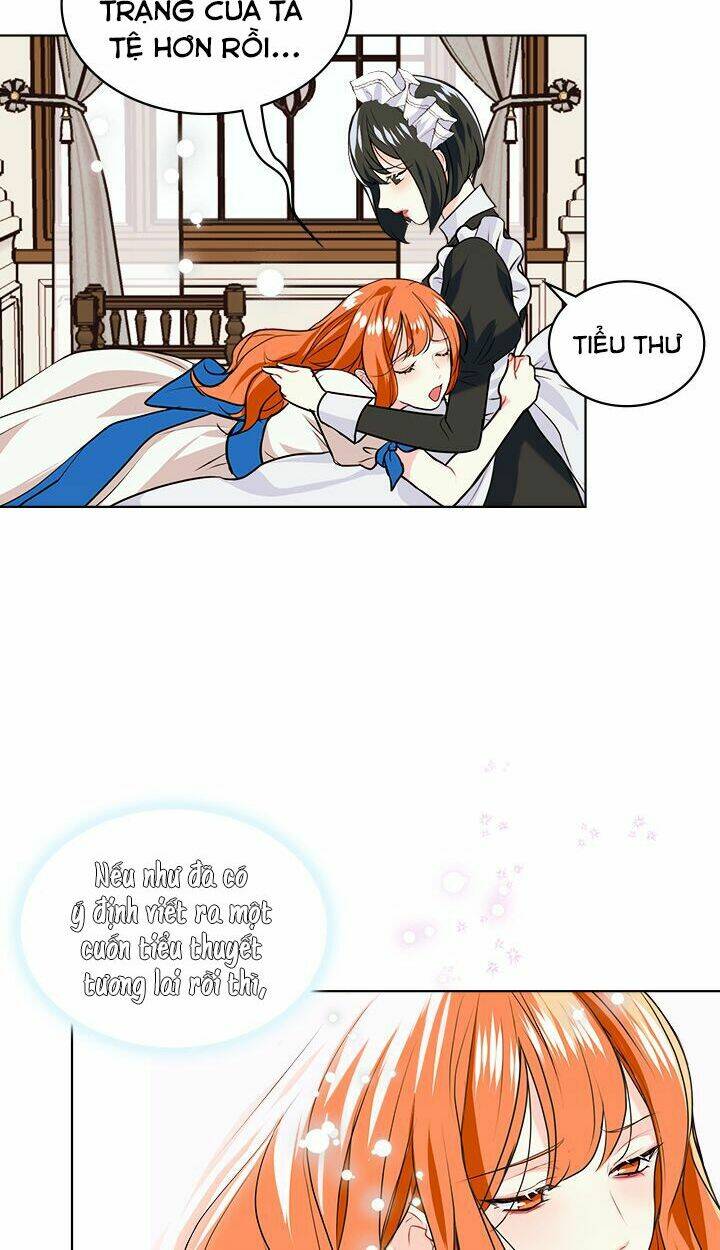 TRẠNG CỦA TA
TỆ HƠN RỒI...
TIỂU THƯ
Nếu như đã có
ý định viết ra một
cuốn tiểu thuyết
tương lai rồi thì,